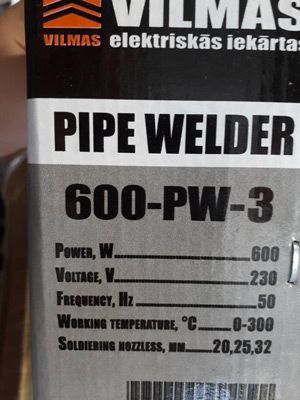 VILMAS
VILMAS
elektriskās iekārtas
PIPE WELDER
600-PW-3
POWER, W 600
VOLTAGE, V 230
FREQUENCY, HZ 50
WORKING TEMPERATURE, °C 0-300
SOLDIERING NOZZLESS, MM 20,25,32